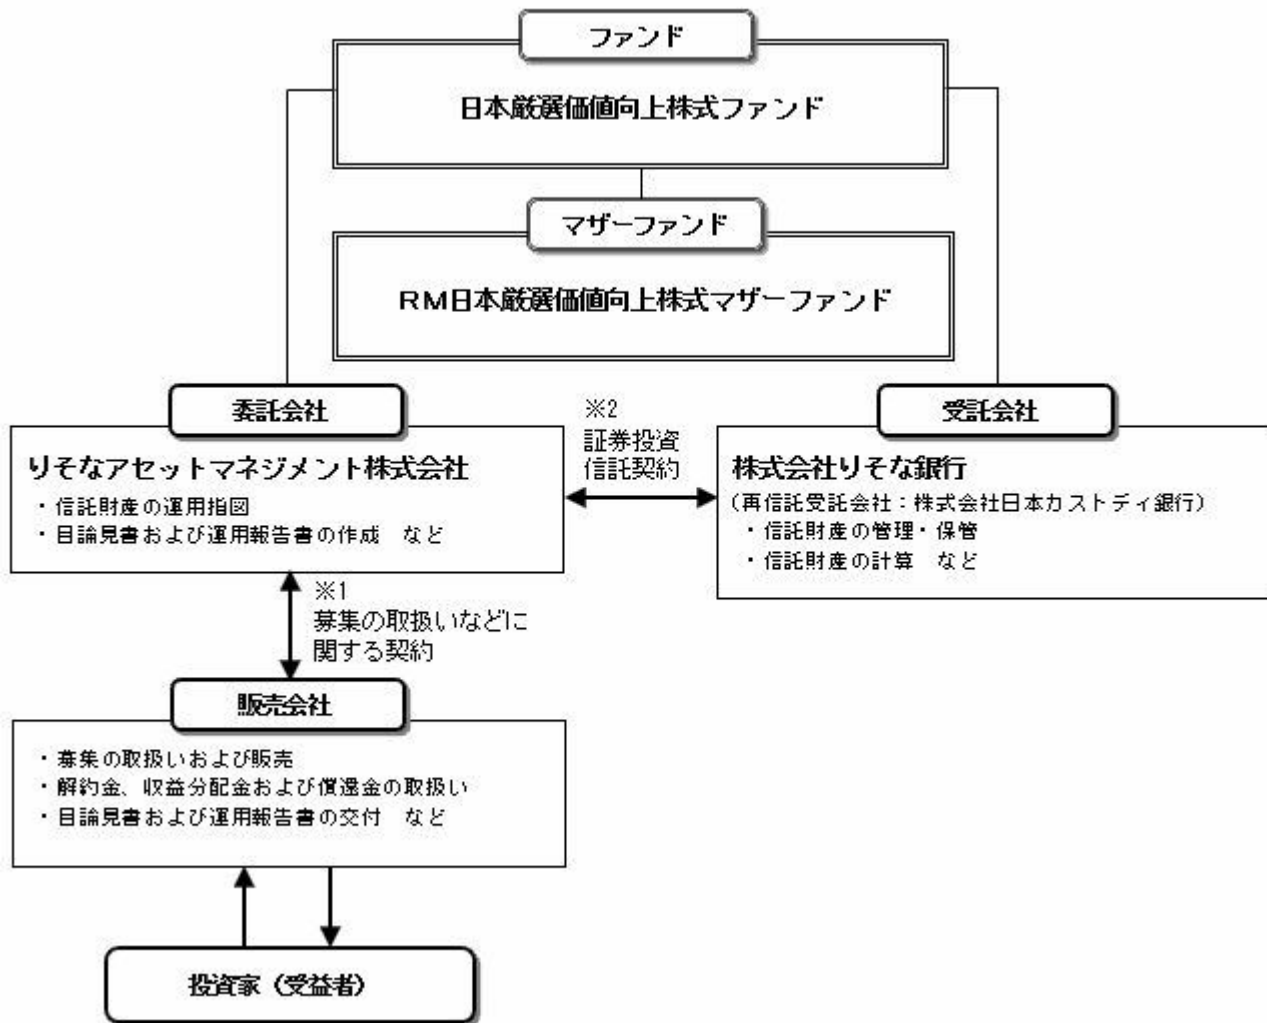 ファンド
日本厳選価値向上株式ファンド
マザーファンド
RM日本厳選価値向上株式マザーファンド
委託会社
りそなアセットマネジメント株式会社
・信託財産の運用指図
・目論見書および運用報告書の作成 など
※2
証券投資
信託契約
受託会社
株式会社りそな銀行
(再信託受託会社:株式会社日本カストディ銀行)
・信託財産の管理・保管
・信託財産の計算 など
※1
募集の取扱いなどに
関する契約
販売会社
・募集の取扱いおよび販売
・解約金、収益分配金および償還金の取扱い
・目論見書および運用報告書の交付 など
投資家(受益者)